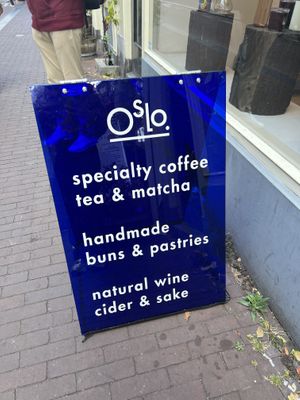 Oslo.
specialty coffee
tea & matcha
handmade
buns & pastries
natural wine
cider & sake